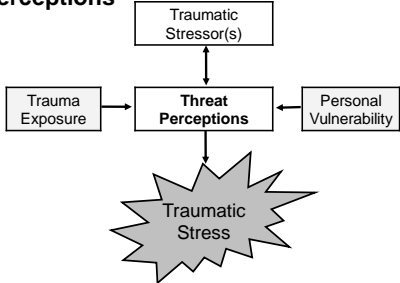 erceptions
Traumatic
Stressor(s)
Trauma
Exposure
Threat
Perceptions
Personal
Vulnerability
Traumatic
Stress